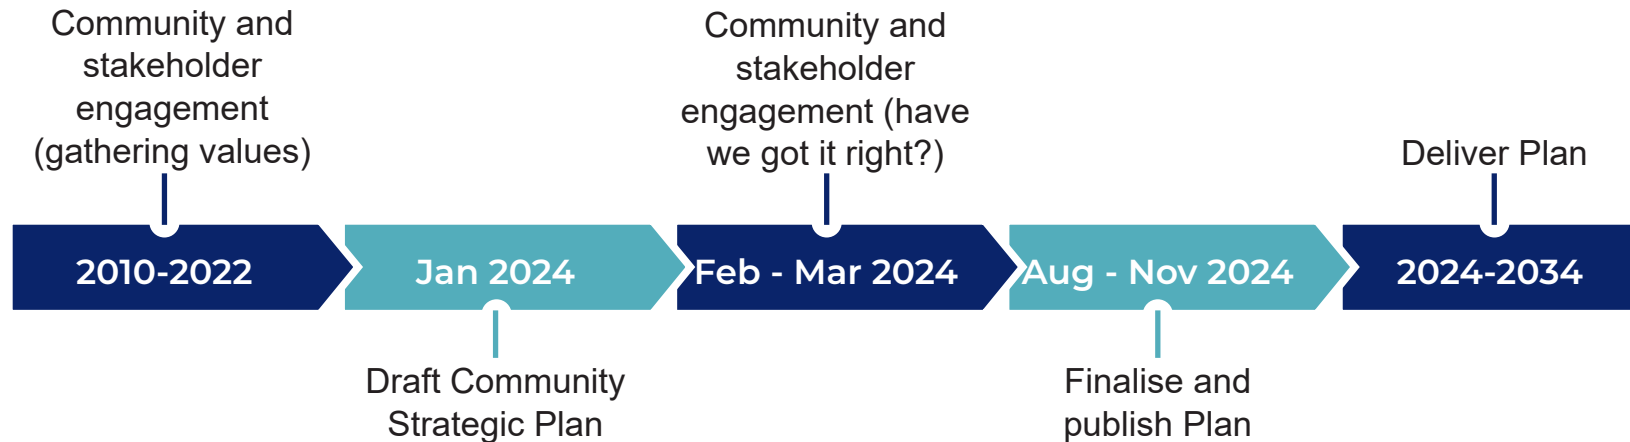 Community and
stakeholder
engagement
(gathering values)
2010-2022
Jan 2024
Draft Community
Strategic Plan
Community and
stakeholder
engagement (have
we got it right?)
Feb - Mar 2024
Aug - Nov 2024
Finalise and
publish Plan
Deliver Plan
2024-2034